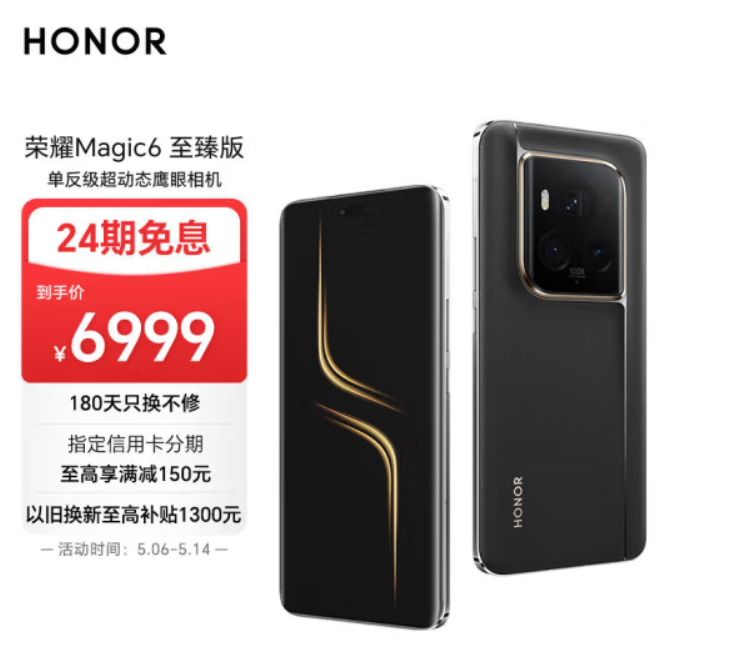 HONOR
荣耀Magic6 至臻版
单反级超动态鹰眼相机
24期免息
到手价
¥6999
180天只换不修
指定信用卡分期
至高享满减150元
以旧换新至高补贴1300元
— 活动时间：5.06-5.14 —
100X
HONOR